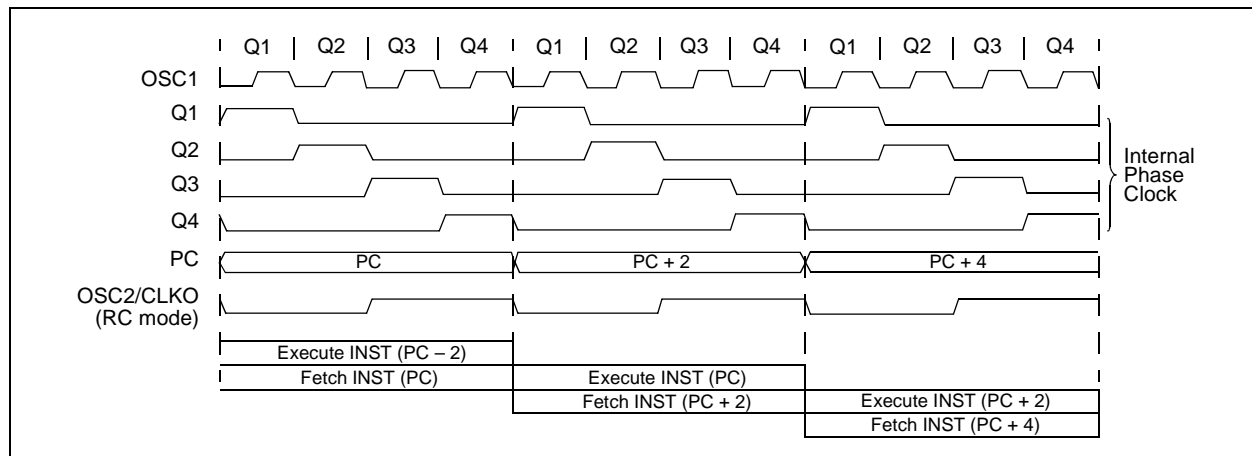 Q1 Q2 Q3 Q4 Q1 Q2 Q3 Q4 Q1 Q2 Q3 Q4
OSC1
Q1
Q2
Q3
Q4
Internal
Phase
Clock
PC PC PC + 2 PC + 4
OSC2/CLKO
(RC mode)
Execute INST (PC – 2)
Fetch INST (PC) Execute INST (PC)
Fetch INST (PC + 2) Execute INST (PC + 2)
Fetch INST (PC + 4)